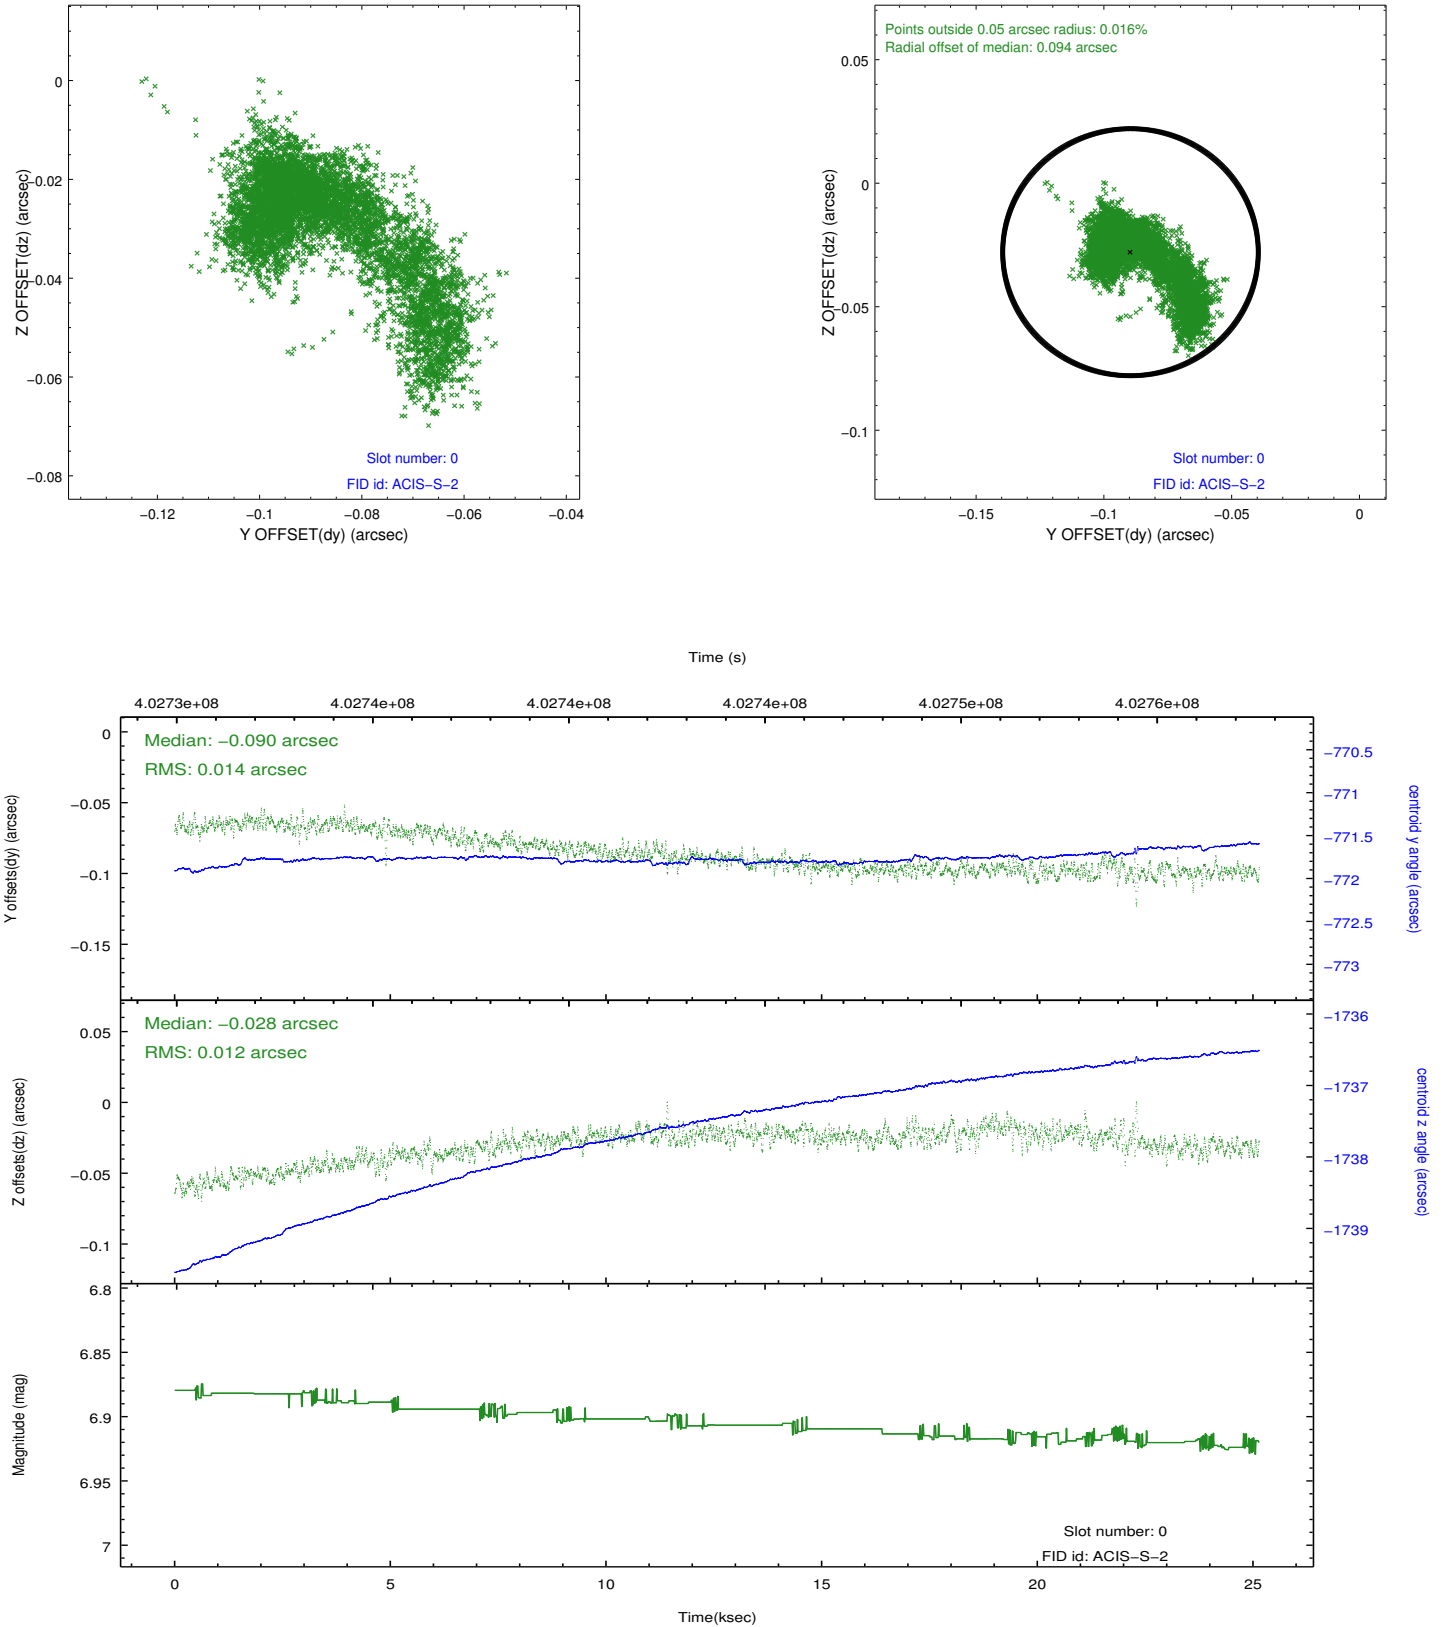 0
−0.02
−0.04
−0.06
−0.08
Z OFFSET(dz) (arcsec)
−0.12
−0.1
−0.08
−0.06
−0.04
Y OFFSET(dy) (arcsec)
Slot number: 0
FID id: ACIS−S−2
Points outside 0.05 arcsec radius: 0.016%
Radial offset of median: 0.094 arcsec
0.05
0
−0.05
−0.1
Z OFFSET(dz) (arcsec)
−0.15
−0.1
−0.05
0
Y OFFSET(dy) (arcsec)
Slot number: 0
FID id: ACIS−S−2
Time (s)
4.0273e+08
4.0274e+08
4.0274e+08
4.0274e+08
4.0275e+08
4.0276e+08
Median: −0.090 arcsec
RMS: 0.014 arcsec
0
−0.05
−0.1
−0.15
Y offsets(dy) (arcsec)
−770.5
−771
−771.5
−772
−772.5
−773
centroid y angle (arcsec)
Median: −0.028 arcsec
RMS: 0.012 arcsec
0.05
0
−0.05
−0.1
Z offsets(dz) (arcsec)
−1736
−1737
−1738
−1739
centroid z angle (arcsec)
6.8
6.85
6.9
6.95
7
Magnitude (mag)
Slot number: 0
FID id: ACIS−S−2
0
5
10
15
20
25
Time(ksec)